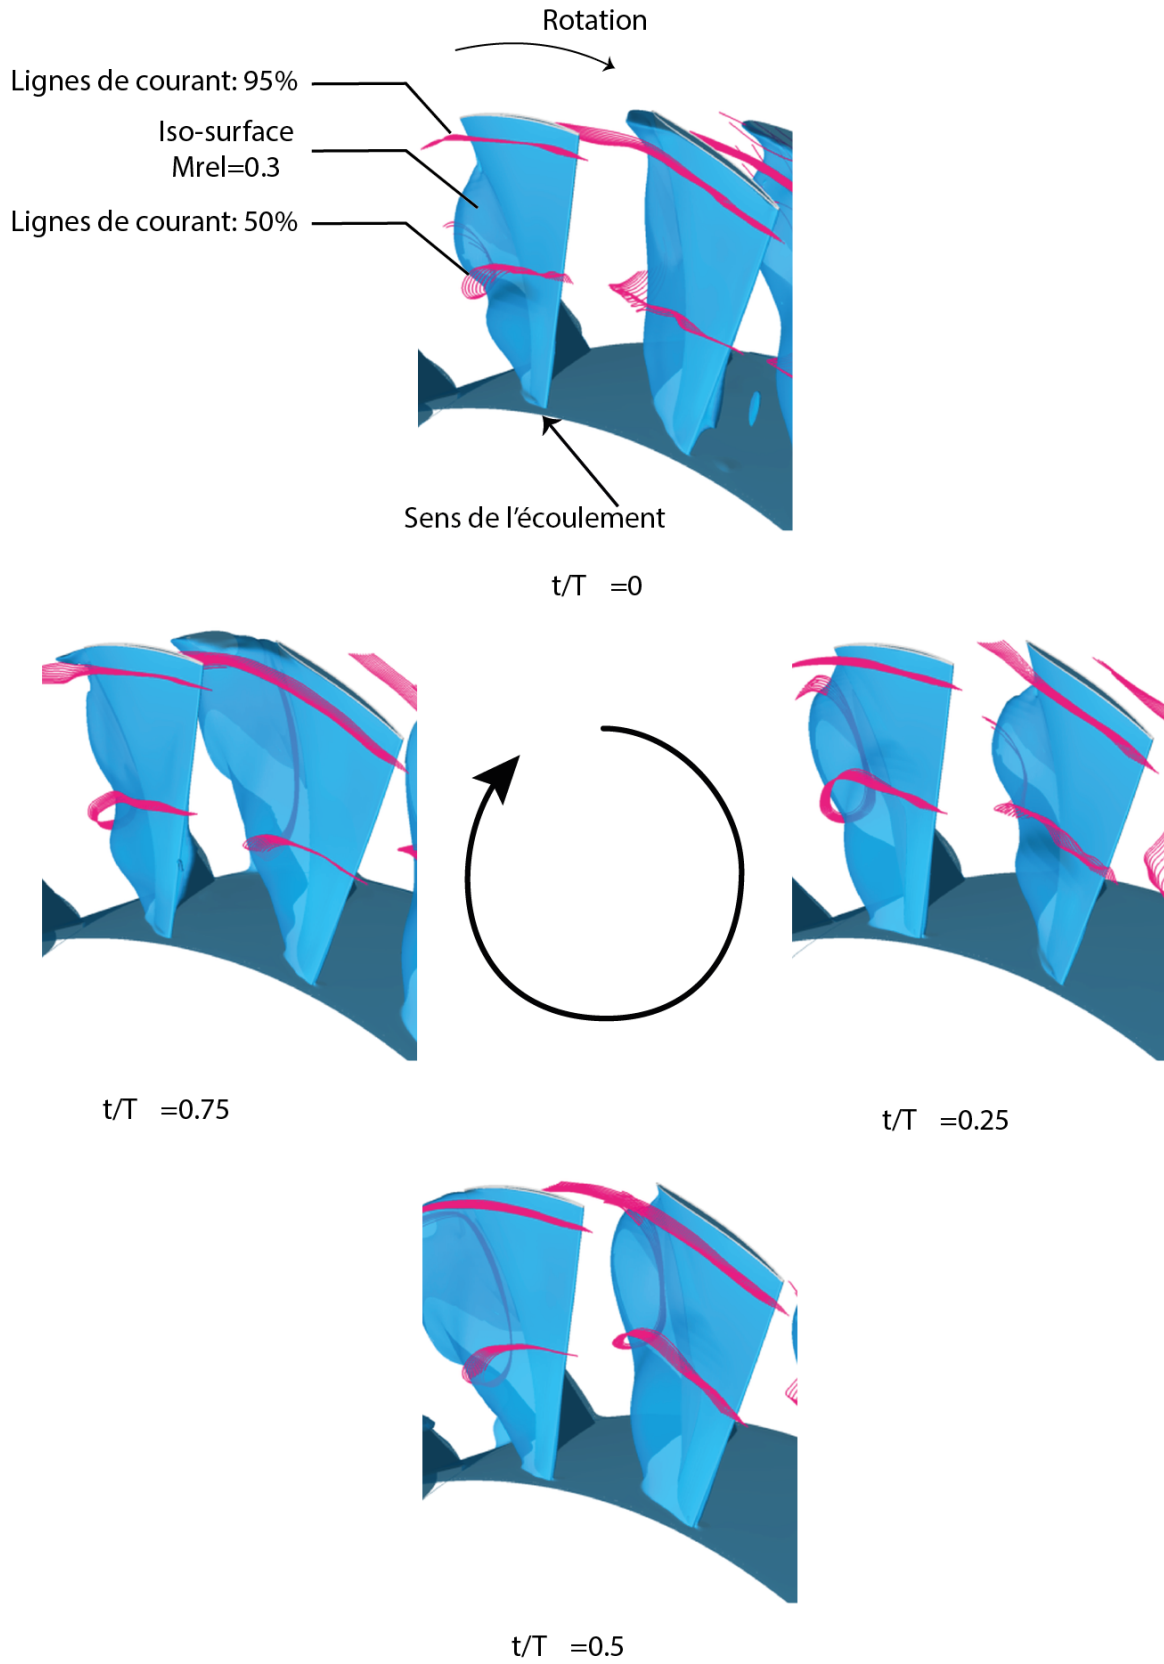 Rotation
Lignes de courant: 95%
Iso-surface
Mrel=0.3
Lignes de courant: 50%
Sens de l'écoulement
t/T =0
t/T =0.75
t/T =0.25
t/T =0.5